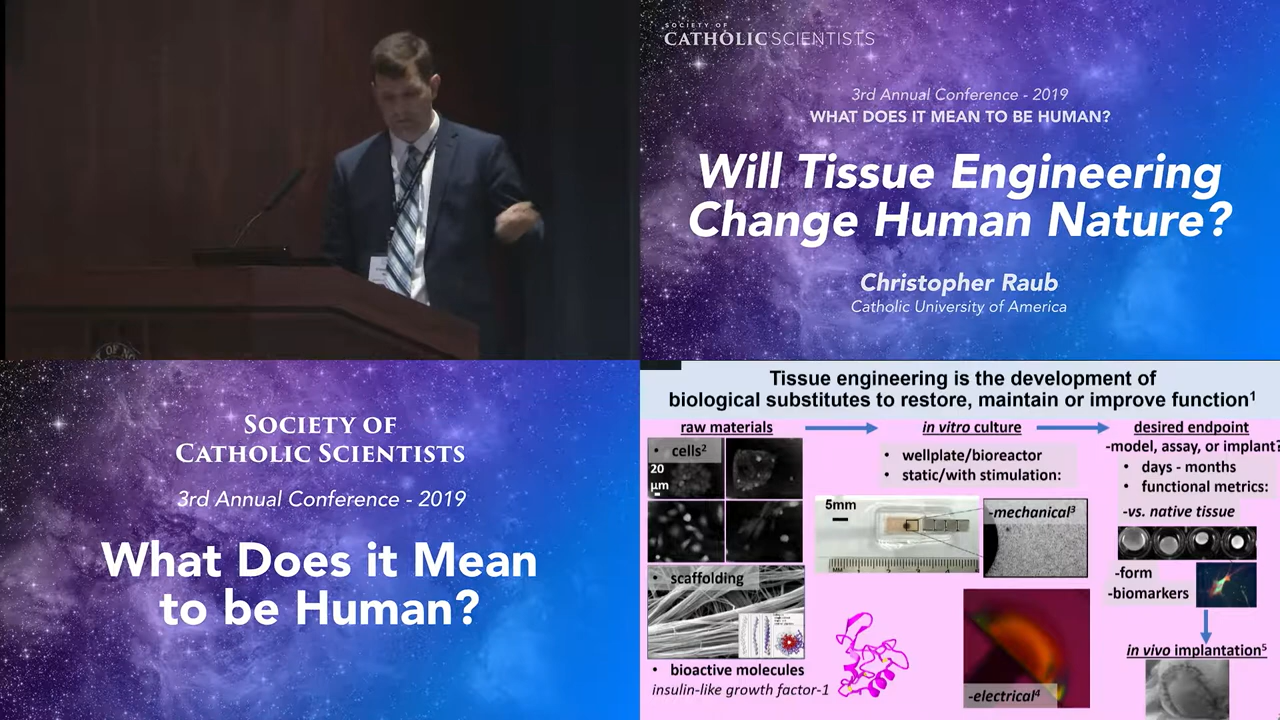 SOCIETY OF
CATHOLIC SCIENTISTS
3rd Annual Conference - 2019
WHAT DOES IT MEAN TO BE HUMAN?
Will Tissue Engineering
Change Human Nature?
Christopher Raub
Catholic University of America
SOCIETY OF
CATHOLIC SCIENTISTS
3rd Annual Conference - 2019
What Does it Mean
to be Human?
Tissue engineering is the development of
biological substitutes to restore, maintain or improve function¹
raw materials
• cells²
20
µm
• scaffolding
• bioactive molecules
insulin-like growth factor-1
in vitro culture
• wellplate/bioreactor
• static/with stimulation:
5mm
-mechanical³
MM
-electrical⁴
desired endpoint
-model, assay, or implant?
• days - months
• functional metrics:
-vs. native tissue
-form
-biomarkers
in vivo implantation⁵